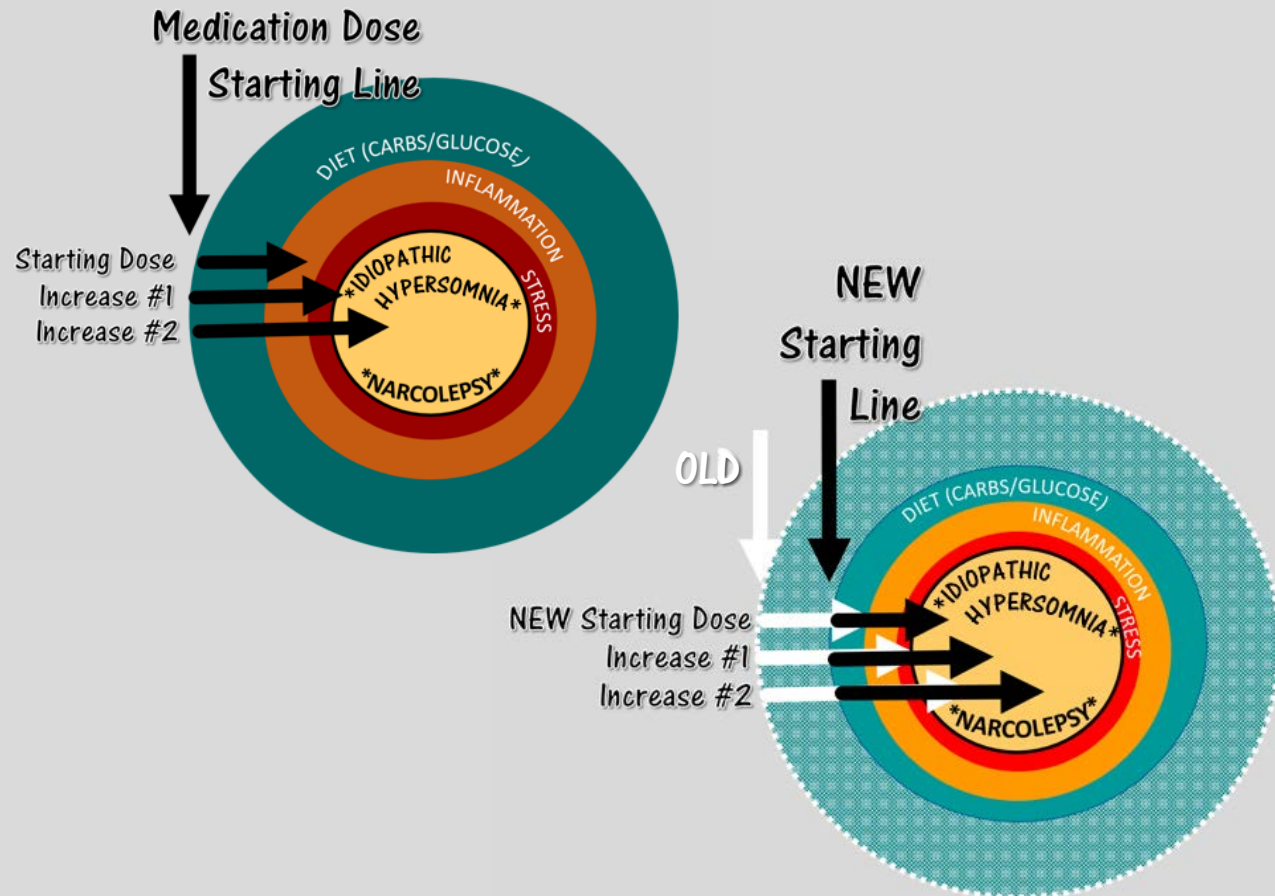 Medication Dose
Starting Line
DIET (CARBS/GLUCOSE)
INFLAMMATION
STRESS
*IDIOPATHIC
HYPERSOMNIA*
*NARCOLEPSY*
Starting Dose
Increase #1
Increase #2
NEW
Starting
Line
OLD
DIET (CARBS/GLUCOSE)
INFLAMMATION
STRESS
*IDIOPATHIC
HYPERSOMNIA*
*NARCOLEPSY*
NEW Starting Dose
Increase #1
Increase #2